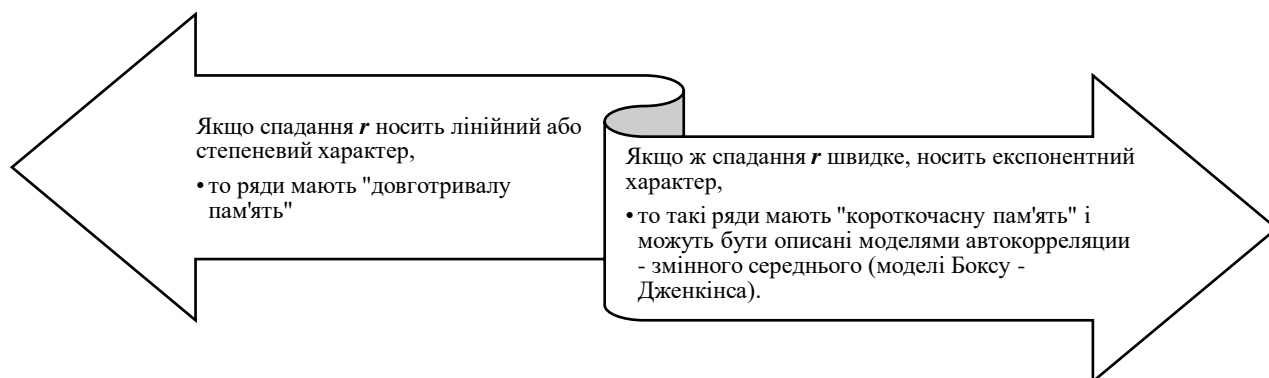 Якщо спадання r носить лінійний або
степеневий характер,
• то ряди мають "довготривалу
пам'ять"
Якщо ж спадання r швидке, носить експонентний
характер,
• то такі ряди мають "короткочасну пам'ять" і
можуть бути описані моделями автокорреляции
- змінного середнього (моделі Боксу -
Дженкінса).